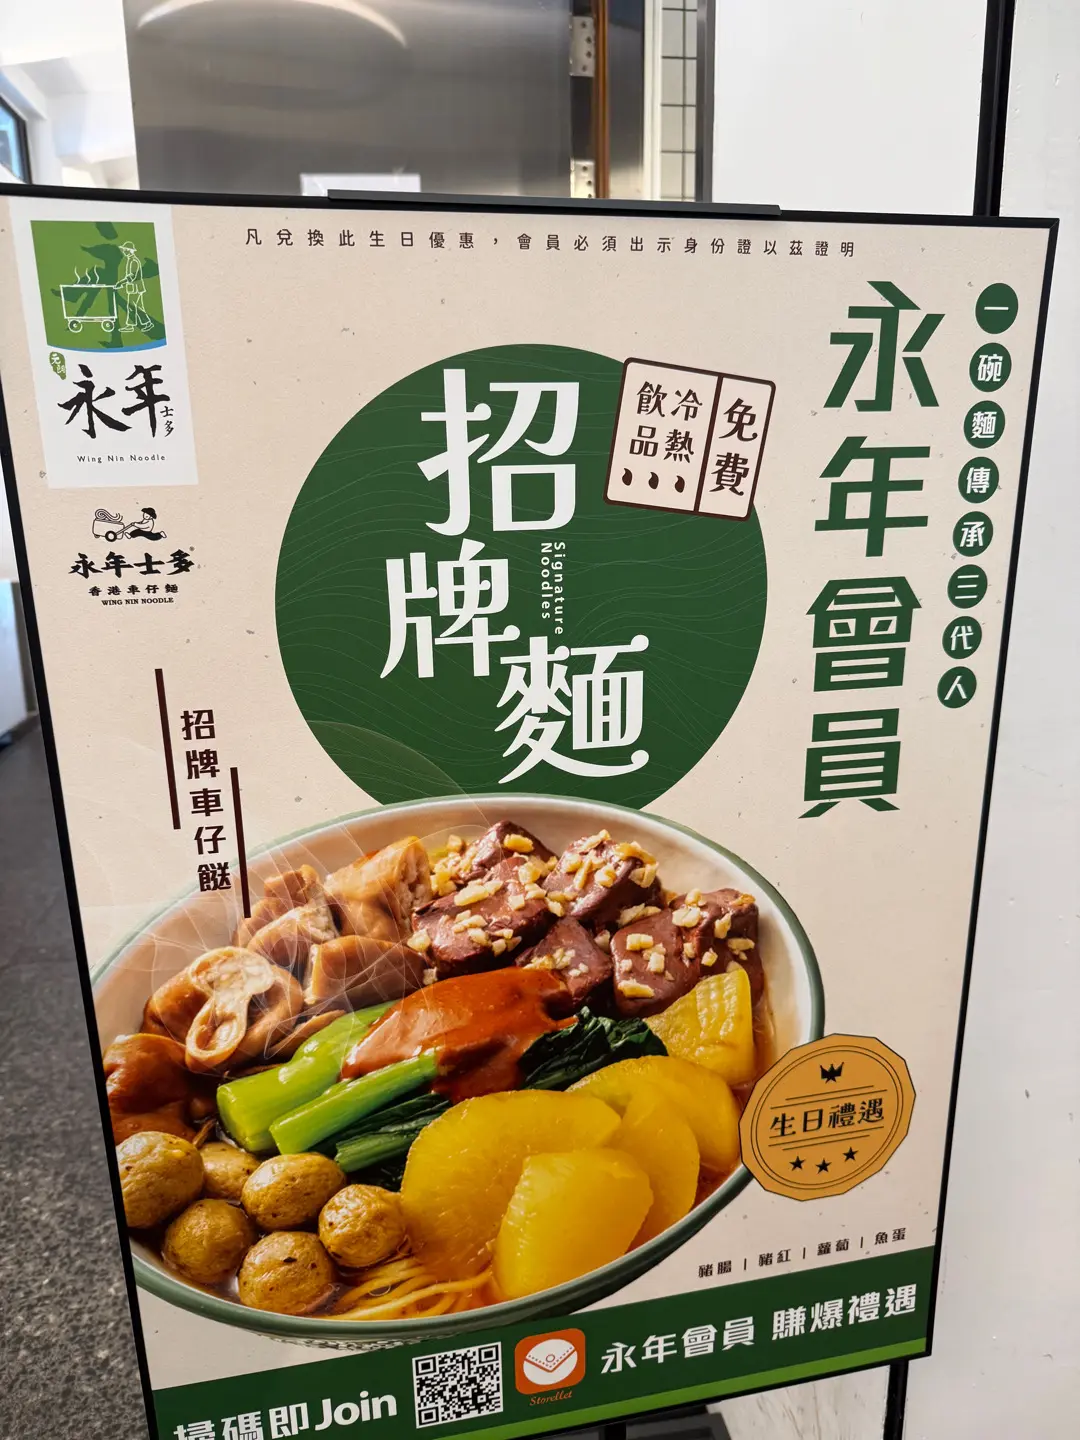 凡兌換此生日優惠，會員必須出示身份證以茲證明
元朗
永年
士多
Wing Nin Noodle
永年士多
香港車仔麵
WING NIN NOODLE
一碗麵傳承三代人
永年會員
免費
冷熱
飲品
招牌麵
Signature
Noodles
招牌車仔餸
生日禮遇
豬腸 | 豬紅 | 蘿蔔 | 魚蛋
掃碼即Join
Storellet
永年會員 賺爆禮遇